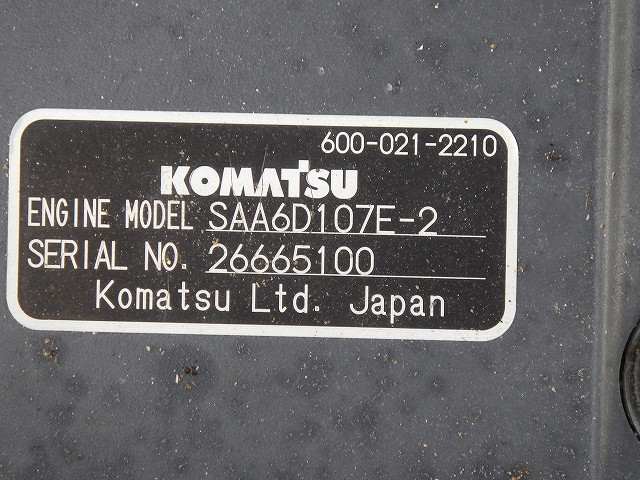 600-021-2210
KOMATSU
ENGINE MODEL SAA6D107E-2
SERIAL NO. 26665100
Komatsu Ltd. Japan